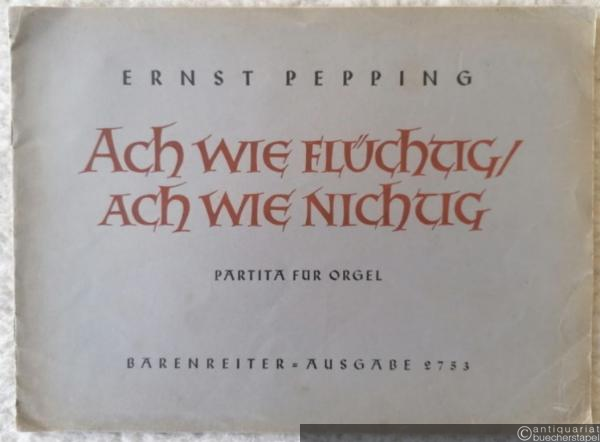 ERNST PEPPING
ACH WIE FLÜCHTIG/
ACH WIE NICHTIG
PARTITA FÜR ORGEL
BÄRENREITER=AUSGABE 2753
©antiquariat
buecherstapel